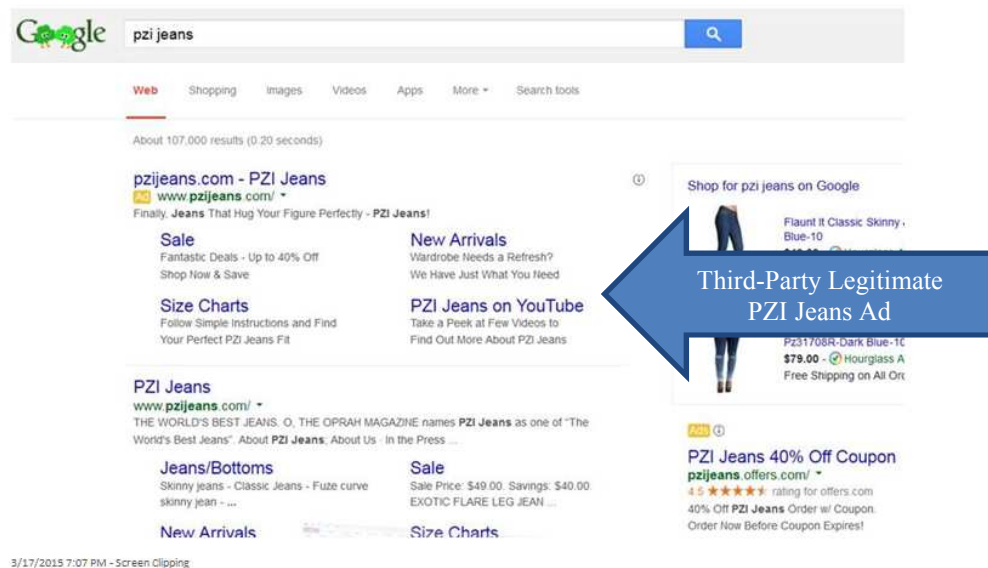 Google
pzi jeans
Web Shopping Images Videos Apps More Search tools
About 107,000 results (0.20 seconds)
pzijeans.com - PZI Jeans
Ad www.pzijeans.com/
Finally, Jeans That Hug Your Figure Perfectly - PZI Jeans!
Sale
Fantastic Deals - Up to 40% Off
Shop Now & Save
New Arrivals
Wardrobe Needs a Refresh?
We Have Just What You Need
Size Charts
Follow Simple Instructions and Find
Your Perfect PZI Jeans Fit
PZI Jeans on YouTube
Take a Peek at Few Videos to
Find Out More About PZI Jeans
PZI Jeans
www.pzijeans.com/
THE WORLD'S BEST JEANS. O, THE OPRAH MAGAZINE names PZI Jeans as one of "The
World's Best Jeans". About PZI Jeans; About Us · In the Press ...
Jeans/Bottoms
Skinny jeans - Classic Jeans - Fuze curve
skinny jean - ...
Sale
Sale Price: $49.00. Savings: $40.00.
EXOTIC FLARE LEG JEAN ...
New Arrivals
Size Charts
Shop for pzi jeans on Google
Flaunt It Classic Skinny
Blue-10
Third-Party Legitimate
PZI Jeans Ad
Pz31708R-Dark Blue-10
$79.00 - Hourglass A
Free Shipping on All Orc
Ads
PZI Jeans 40% Off Coupon
pzijeans.offers.com/
4.5 ★★★★★ rating for offers.com
40% Off PZI Jeans Order w/ Coupon.
Order Now Before Coupon Expires!
3/17/2015 7:07 PM - Screen Clipping